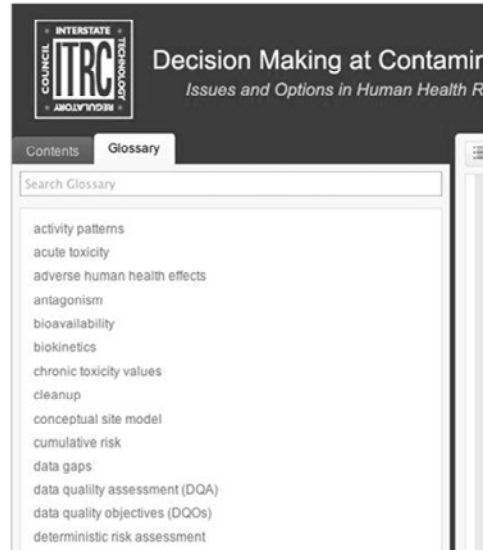 INTERSTATE
COUNCIL
ITRC
TECHNOLOGY
REGULATORY
Decision Making at Contamin
Issues and Options in Human Health R
Contents
Glossary
Search Glossary
activity patterns
acute toxicity
adverse human health effects
antagonism
bioavailability
biokinetics
chronic toxicity values
cleanup
conceptual site model
cumulative risk
data gaps
data qualilty assessment (DQA)
data quality objectives (DQOs)
deterministic risk assessment